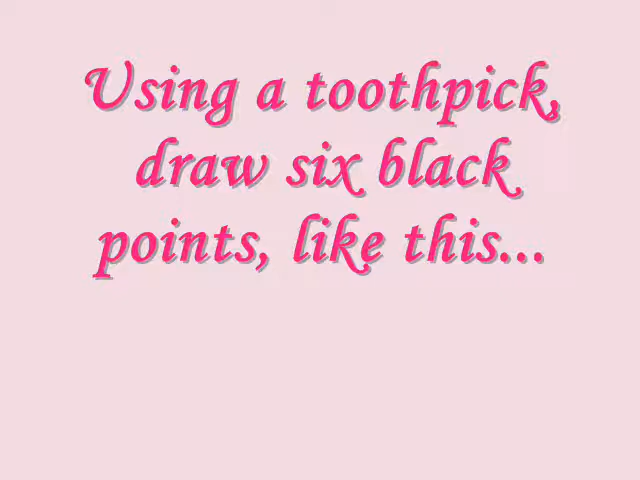 Using a toothpick,
draw six black
points, like this...